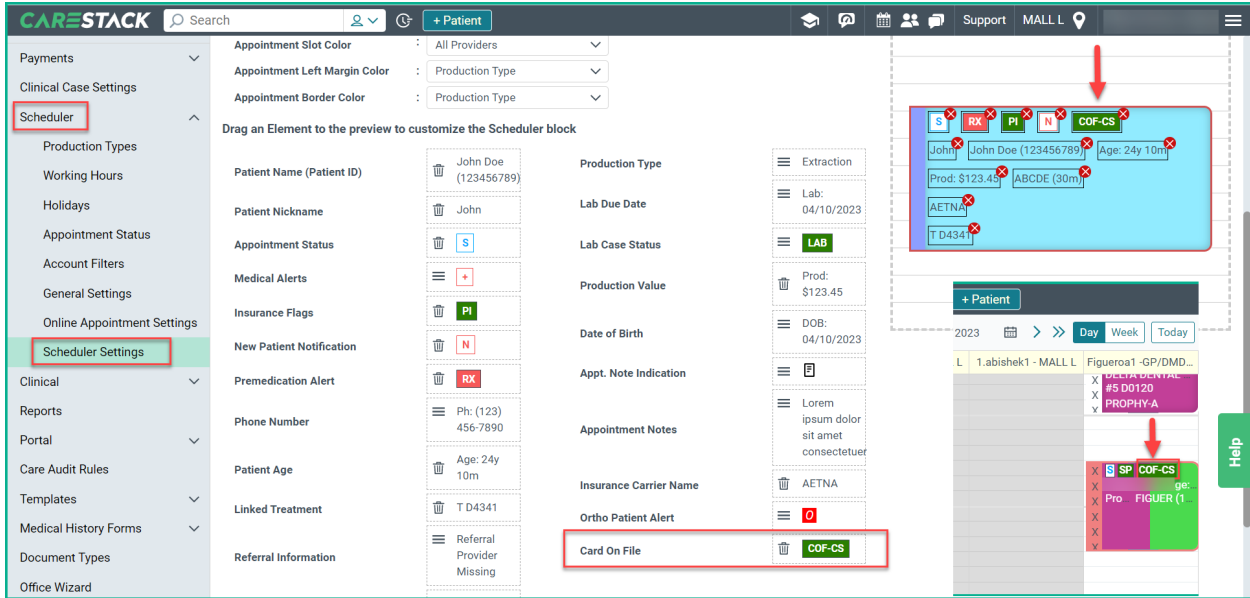 CARESTACK
Search
+ Patient
Support
MALL L
Payments
Clinical Case Settings
Scheduler
Production Types
Working Hours
Holidays
Appointment Status
Account Filters
General Settings
Online Appointment Settings
Scheduler Settings
Clinical
Reports
Portal
Care Audit Rules
Templates
Medical History Forms
Document Types
Office Wizard
Appointment Slot Color : All Providers
Appointment Left Margin Color : Production Type
Appointment Border Color : Production Type
Drag an Element to the preview to customize the Scheduler block
Patient Name (Patient ID)
John Doe
(123456789)
Patient Nickname
John
Appointment Status
S
Medical Alerts
+
Insurance Flags
PI
New Patient Notification
N
Premedication Alert
RX
Phone Number
Ph: (123)
456-7890
Patient Age
Age: 24y
10m
Linked Treatment
T D4341
Referral Information
Referral
Provider
Missing
Production Type
Extraction
Lab Due Date
Lab:
04/10/2023
Lab Case Status
LAB
Production Value
Prod:
$123.45
Date of Birth
DOB:
04/10/2023
Appt. Note Indication
Appointment Notes
Lorem
ipsum dolor
sit amet
consectetuer
Insurance Carrier Name
AETNA
Ortho Patient Alert
O
Card On File
COF-CS
S RX PI N COF-CS
John John Doe (123456789) Age: 24y 10m
Prod: $123.45 ABCDE (30m)
AETNA
T D4341
+ Patient
2023 Day Week Today
L 1.abishek1 - MALL L Figueroa1 -GP/DMD...
X DELTA DENTAL
X #5 D0120
X PROPHY-A
X
X S SP COF-CS
X ge:...
X Pro FIGUER (1...
X
X
X
Help